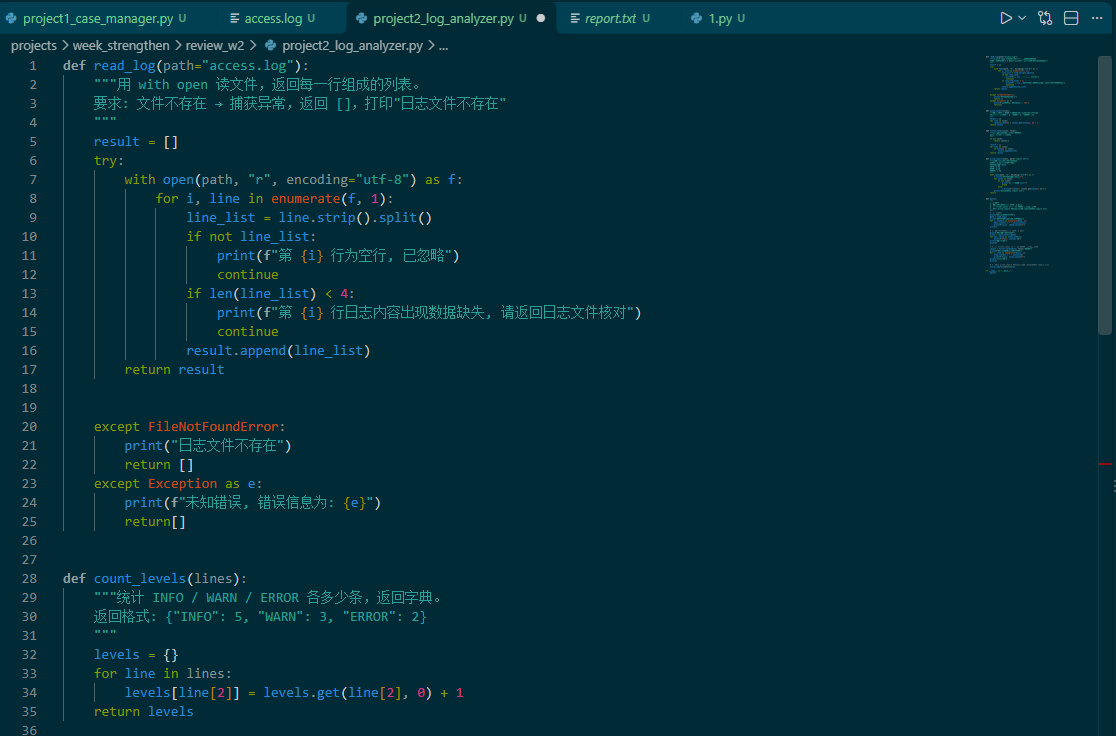 project1_case_manager.py U access.log U project2_log_analyzer.py U report.txt U 1.py U
projects > week_strengthen > review_w2 > project2_log_analyzer.py > ...
1 def read_log(path="access.log"):
2 """用 with open 读文件，返回每一行组成的列表。
3 要求: 文件不存在 → 捕获异常，返回 []，打印"日志文件不存在"
4 """
5 result = []
6 try:
7 with open(path, "r", encoding="utf-8") as f:
8 for i, line in enumerate(f, 1):
9 line_list = line.strip().split()
10 if not line_list:
11 print(f"第 {i} 行为空行, 已忽略")
12 continue
13 if len(line_list) < 4:
14 print(f"第 {i} 行日志内容出现数据缺失, 请返回日志文件核对")
15 continue
16 result.append(line_list)
17 return result
18
19
20 except FileNotFoundError:
21 print("日志文件不存在")
22 return []
23 except Exception as e:
24 print(f"未知错误, 错误信息为: {e}")
25 return[]
26
27
28 def count_levels(lines):
29 """统计 INFO / WARN / ERROR 各多少条，返回字典。
30 返回格式: {"INFO": 5, "WARN": 3, "ERROR": 2}
31 """
32 levels = {}
33 for line in lines:
34 levels[line[2]] = levels.get(line[2], 0) + 1
35 return levels
36